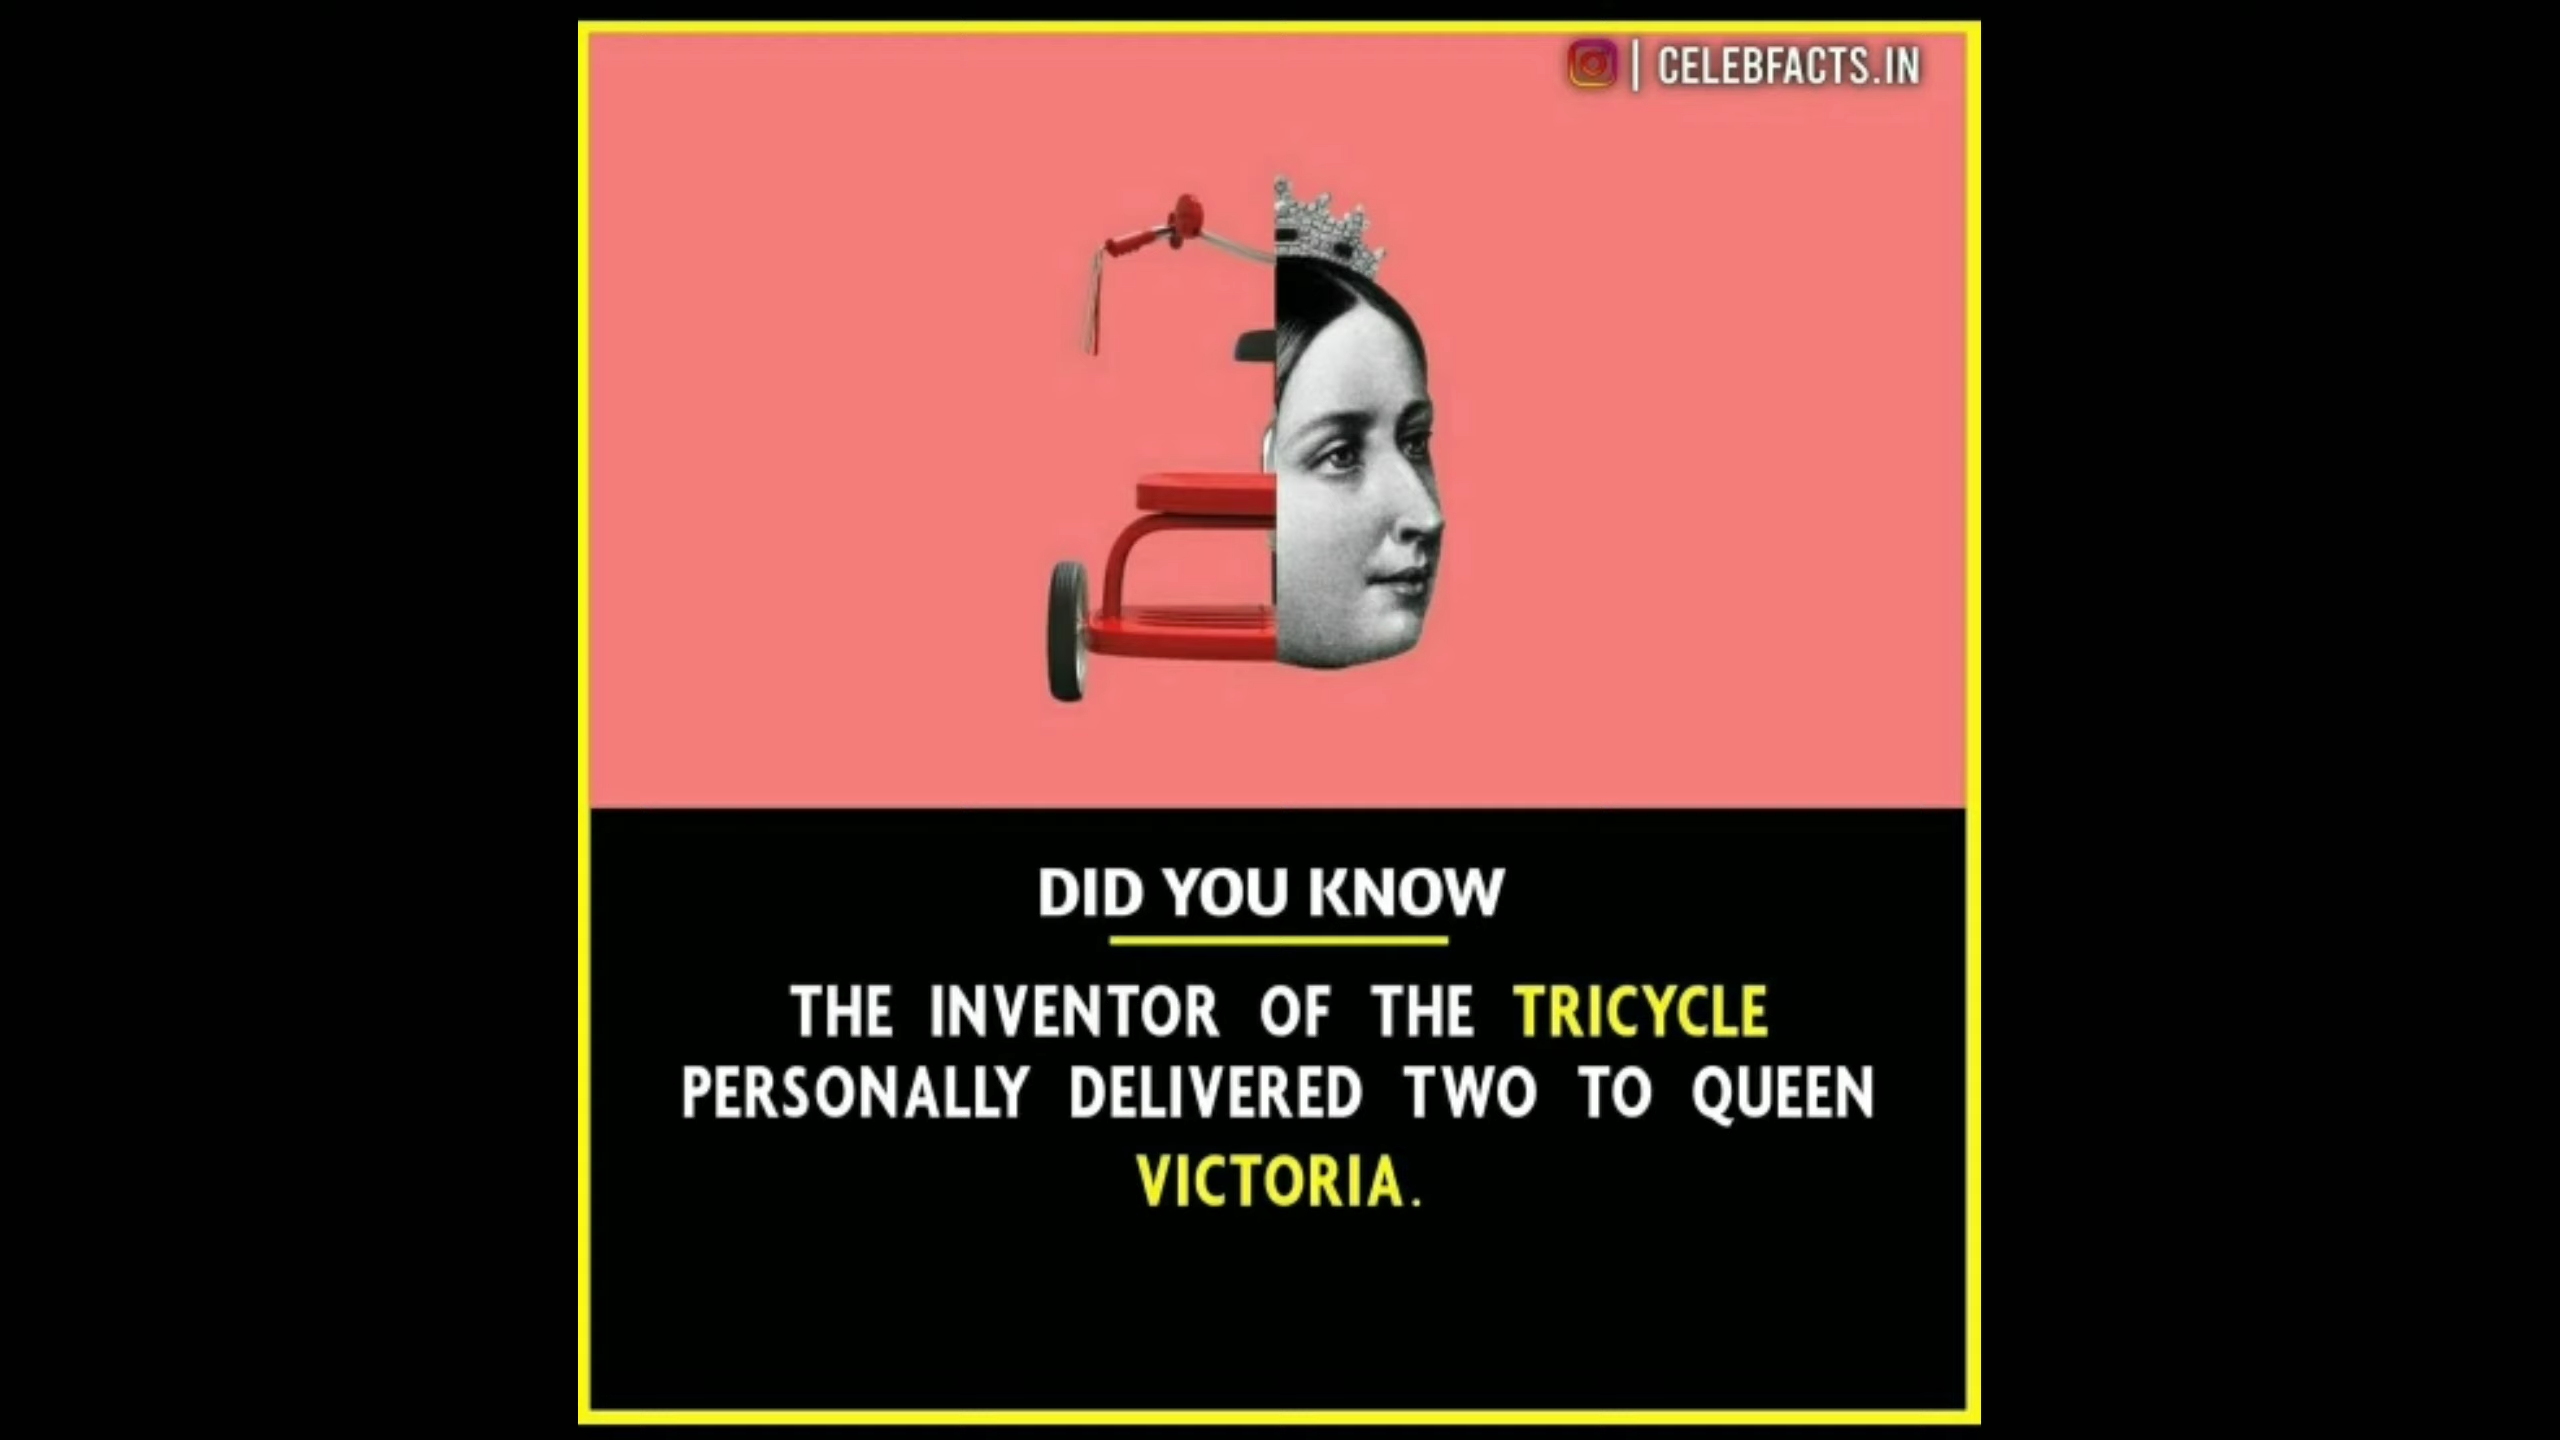 | CELEBFACTS.IN
DID YOU KNOW
THE INVENTOR OF THE TRICYCLE
PERSONALLY DELIVERED TWO TO QUEEN
VICTORIA.